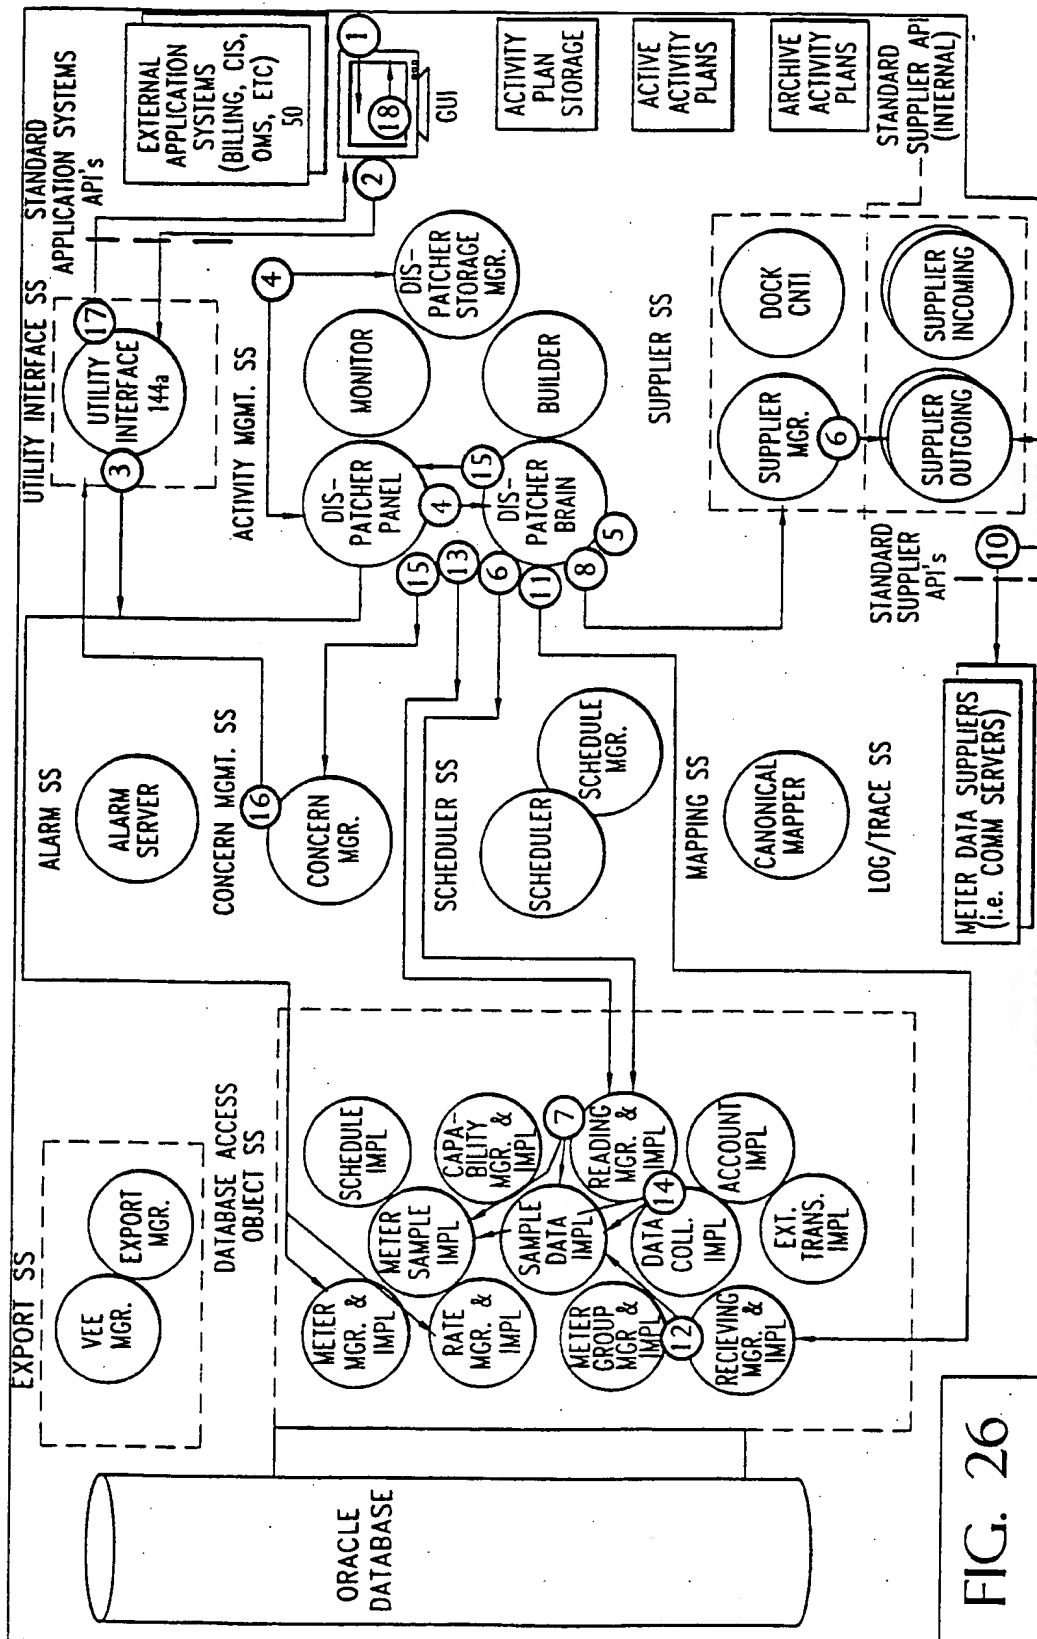 EXPORT SS
VEE
MGR.
EXPORT MGR.
ALARM SS
ALARM
SERVER
UTILITY INTERFACE SS
UTILITY
INTERFACE
144a
17
3
STANDARD
APPLICATION SYSTEMS
API's
EXTERNAL
APPLICATION
SYSTEMS
(BILLING, CIS,
OMS, ETC)
50
1
18
2
GUI
DATABASE ACCESS
OBJECT SS
CONCERN MGMT. SS
16
CONCERN
MGR.
ACTIVITY MGMT. SS
4
DIS-
PATCHER
PANEL
MONITOR
DIS-
PATCHER
STORAGE
MGR.
4
15
DIS-
PATCHER
BRAIN
BUILDER
15
13
6
11
8
5
ACTIVITY
PLAN
STORAGE
ACTIVE
ACTIVITY
PLANS
ARCHIVE
ACTIVITY
PLANS
ORACLE
DATABASE
METER
MGR. &
IMPL
SCHEDULE
IMPL
METER
SAMPLE
IMPL
RATE
MGR. &
IMPL
CAPA-
BILITY
MGR. &
IMPL
7
SAMPLE
DATA
IMPL
READING
MGR. &
IMPL
METER
GROUP
MGR. &
IMPL
12
14
DATA
COLL.
IMPL
ACCOUNT
IMPL
RECIEVING
MGR. &
IMPL
EXT.
TRANS.
IMPL
SCHEDULER SS
SCHEDULER
SCHEDULE
MGR.
MAPPING SS
CANONICAL
MAPPER
LOG/TRACE SS
METER DATA SUPPLIERS
(i.e. COMM SERVERS)
10
STANDARD
SUPPLIER
API's
SUPPLIER SS
SUPPLIER
MGR.
6
DOCK
CNTI
SUPPLIER
OUTGOING
SUPPLIER
INCOMING
STANDARD
SUPPLIER API
(INTERNAL)
FIG. 26